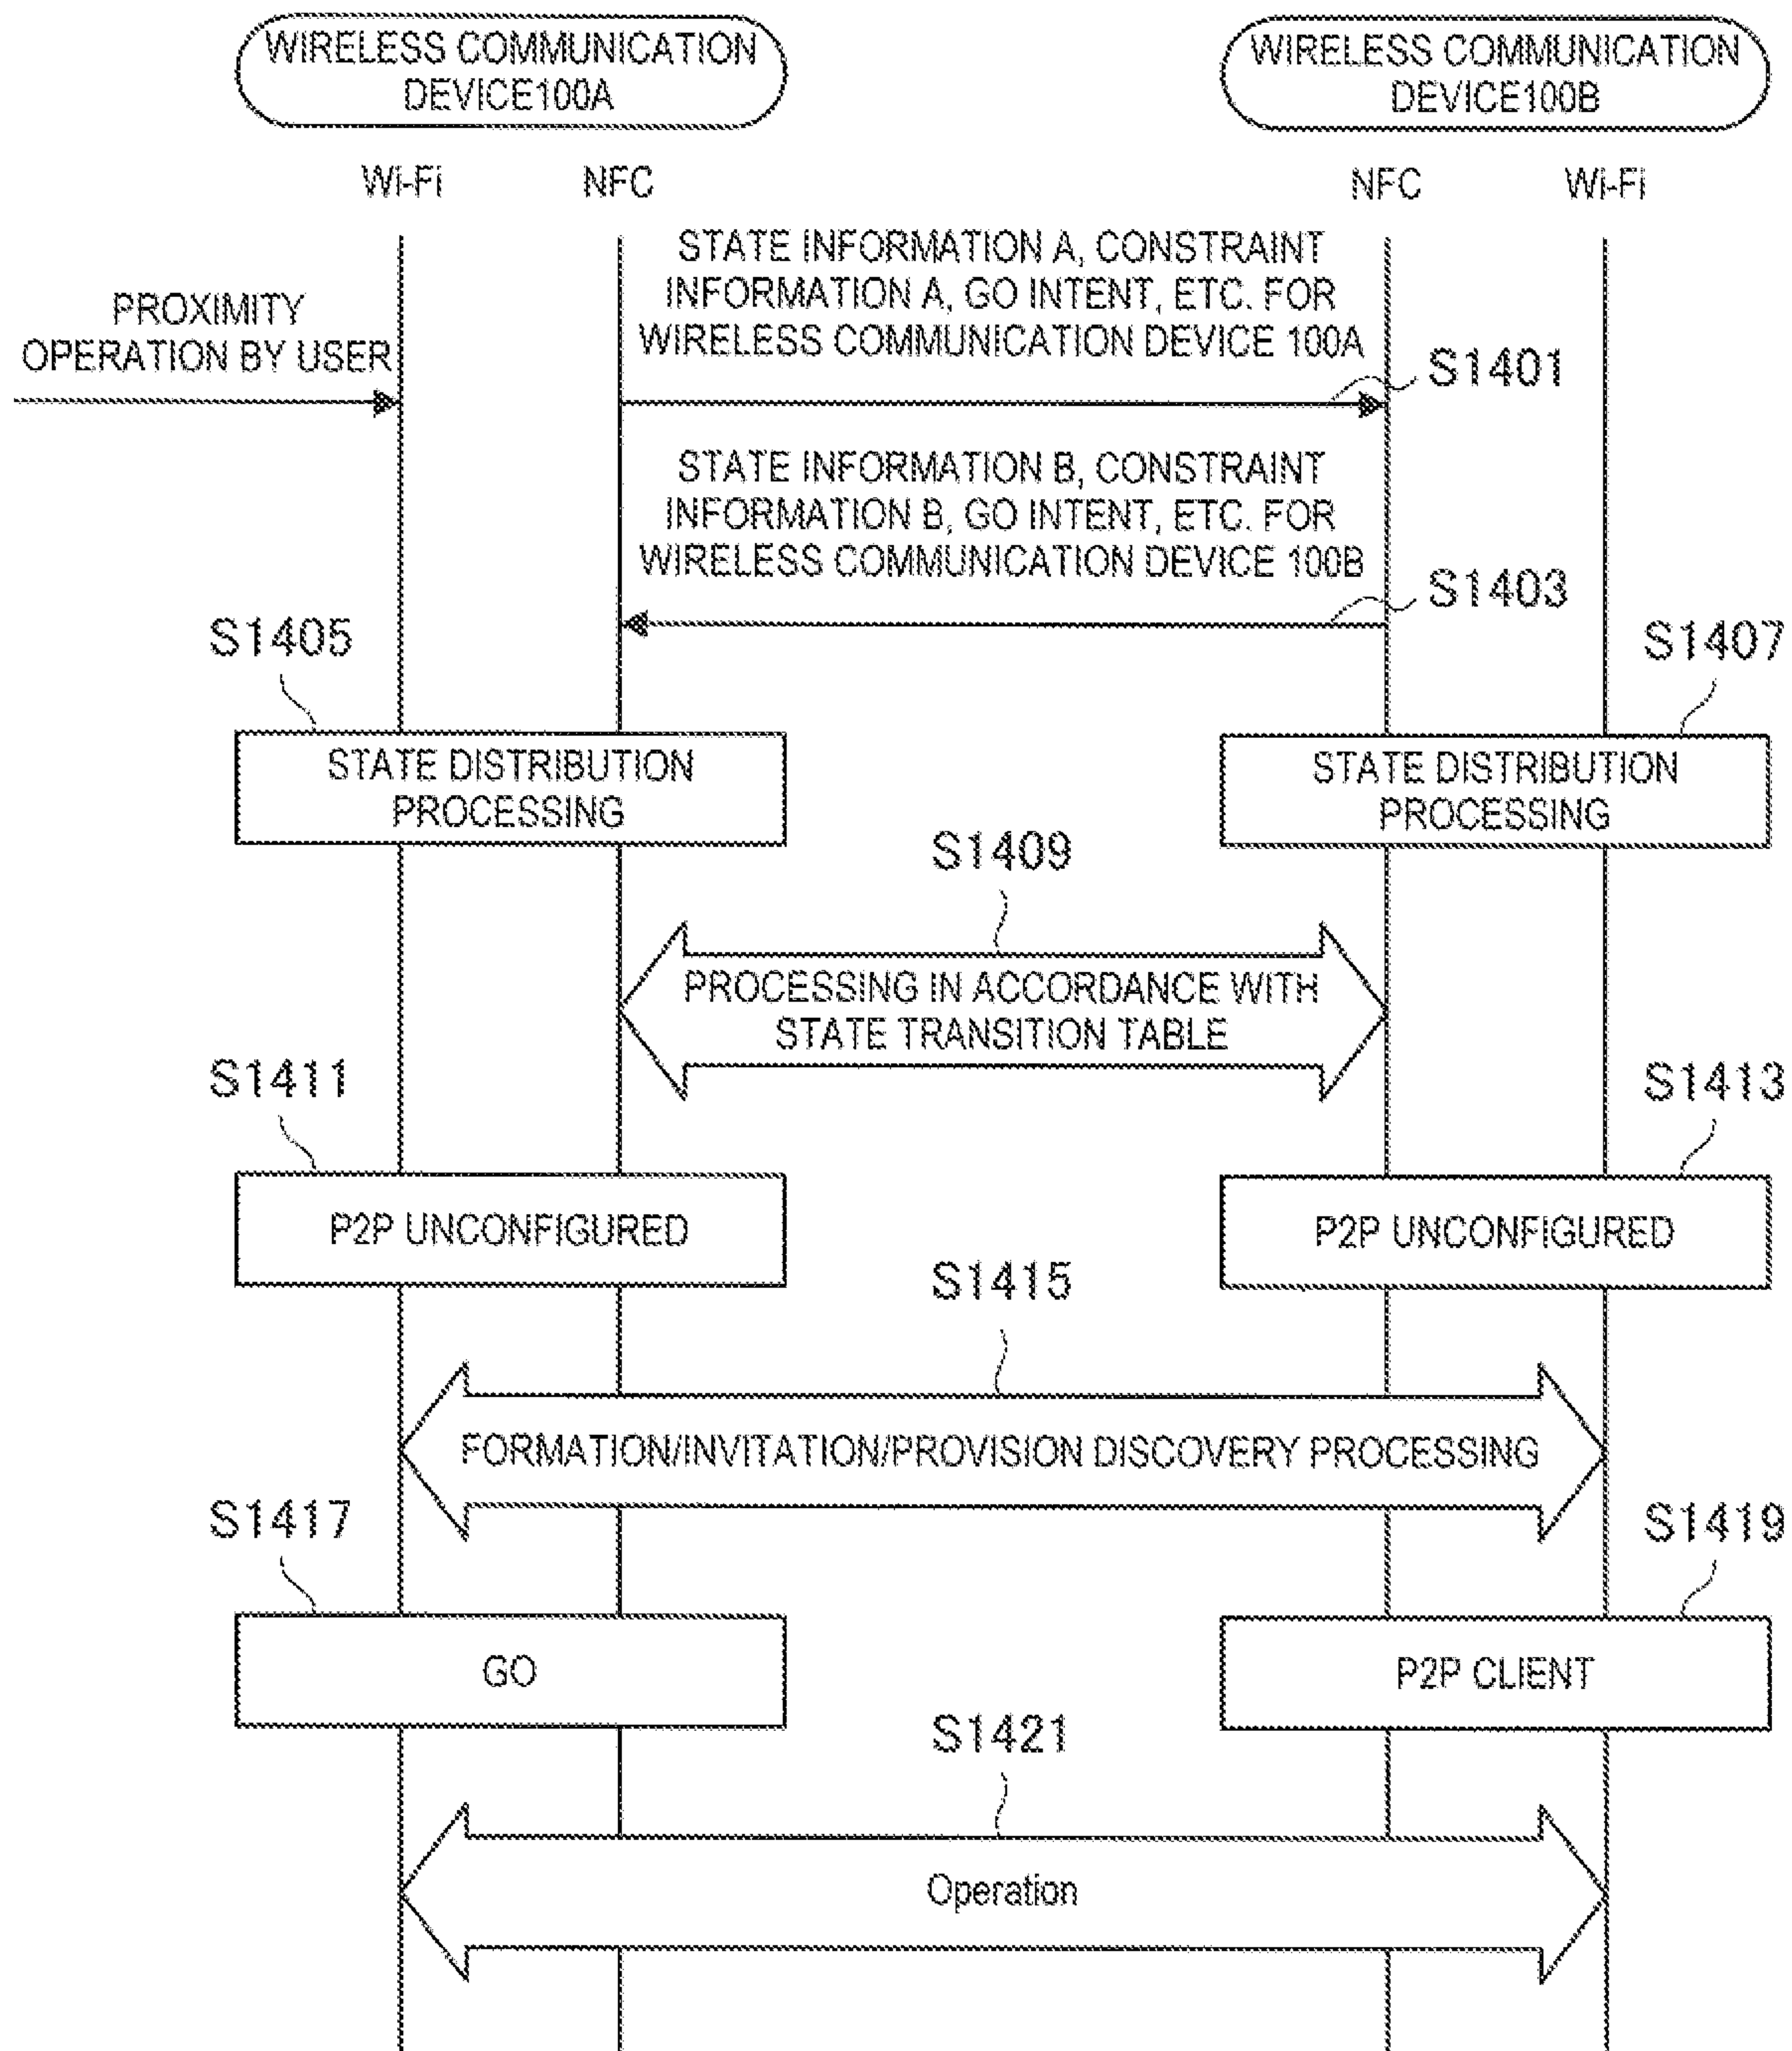 WIRELESS COMMUNICATION
DEVICE100A
WIRELESS COMMUNICATION
DEVICE100B
Wi-Fi
NFC
NFC
Wi-Fi
STATE INFORMATION A, CONSTRAINT
INFORMATION A, GO INTENT, ETC. FOR
WIRELESS COMMUNICATION DEVICE 100A
PROXIMITY
OPERATION BY USER
S1401
STATE INFORMATION B, CONSTRAINT
INFORMATION B, GO INTENT, ETC. FOR
WIRELESS COMMUNICATION DEVICE 100B
S1403
S1405
S1407
STATE DISTRIBUTION
PROCESSING
STATE DISTRIBUTION
PROCESSING
S1409
PROCESSING IN ACCORDANCE WITH
STATE TRANSITION TABLE
S1411
S1413
P2P UNCONFIGURED
P2P UNCONFIGURED
S1415
FORMATION/INVITATION/PROVISION DISCOVERY PROCESSING
S1417
S1419
GO
P2P CLIENT
S1421
Operation